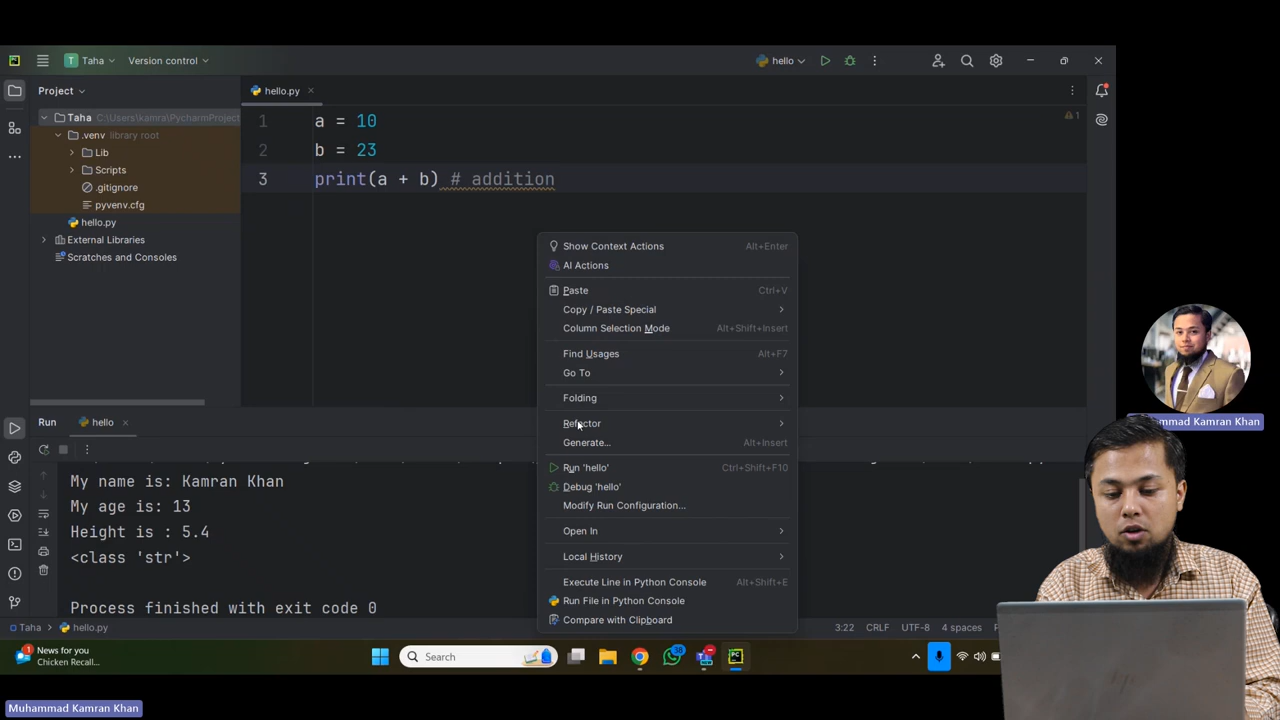 Taha
Version control
hello
Project
hello.py
Taha C:\Users\kamra\PycharmProject
.venv library root
Lib
Scripts
.gitignore
pyvenv.cfg
hello.py
External Libraries
Scratches and Consoles
1 a = 10
2 b = 23
3 print(a + b) # addition
1
Show Context Actions Alt+Enter
AI Actions
Paste Ctrl+V
Copy / Paste Special
Column Selection Mode Alt+Shift+Insert
Find Usages Alt+F7
Go To
Folding
Refactor
Generate... Alt+Insert
Run 'hello' Ctrl+Shift+F10
Debug 'hello'
Modify Run Configuration...
Open In
Local History
Execute Line in Python Console Alt+Shift+E
Run File in Python Console
Compare with Clipboard
Run hello
My name is: Kamran Khan
My age is: 13
Height is : 5.4
<class 'str'>
Process finished with exit code 0
Taha > hello.py
3:22 CRLF UTF-8 4 spaces
News for you
Chicken Recall...
Search
38
Kamran Khan
Muhammad Kamran Khan